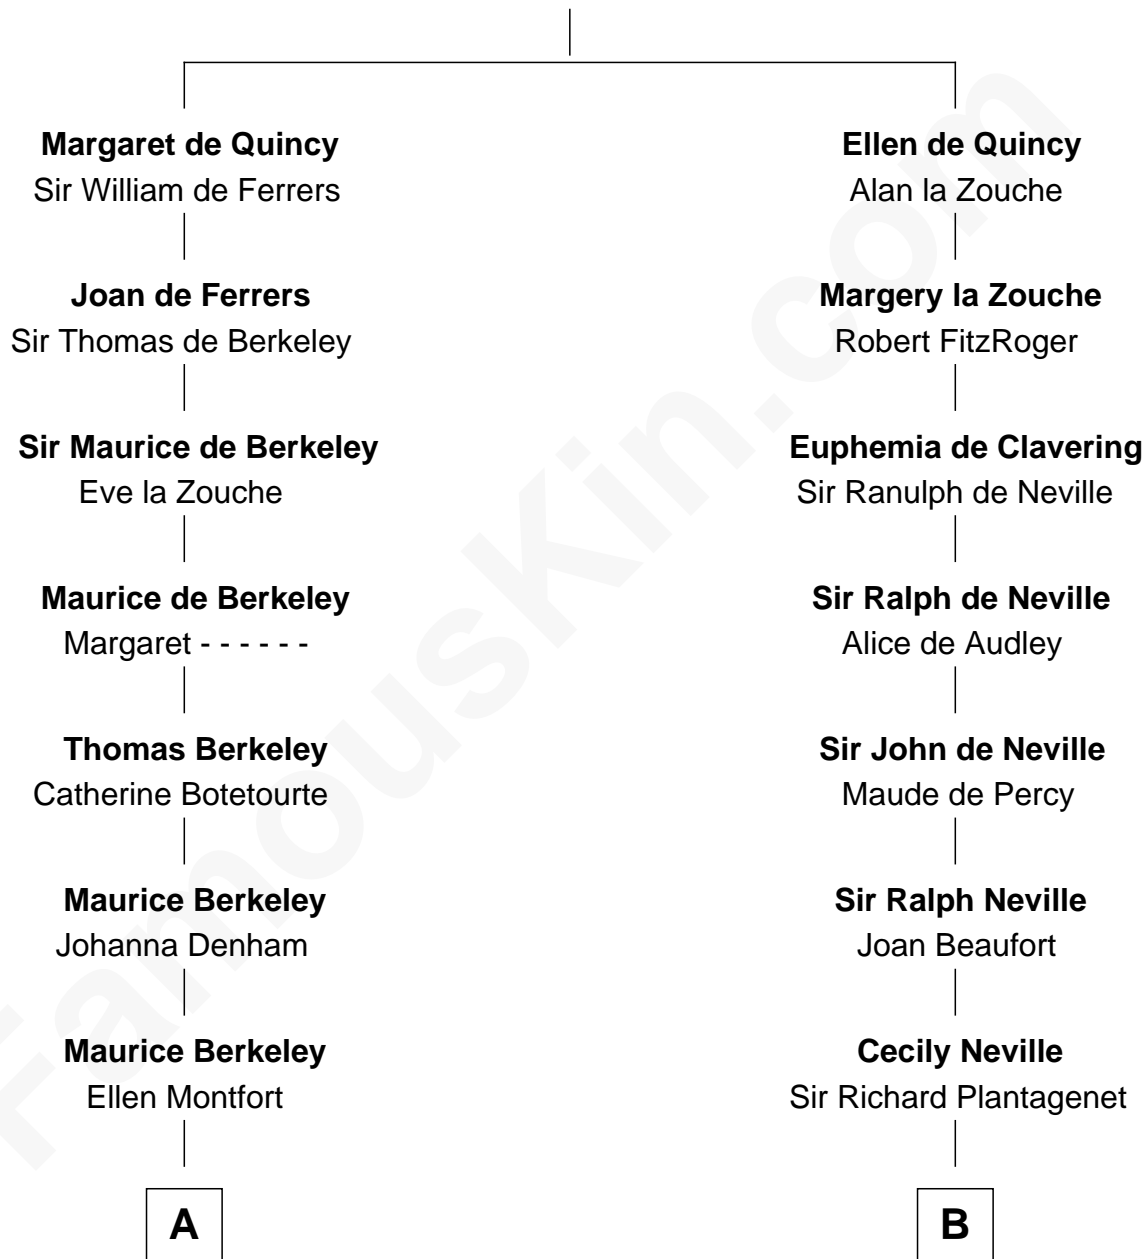 Margaret de Quincy
Sir William de Ferrers
Joan de Ferrers
Sir Thomas de Berkeley
Sir Maurice de Berkeley
Eve la Zouche
Maurice de Berkeley
Margaret - - - - - -
Thomas Berkeley
Catherine Botetourte
Maurice Berkeley
Johanna Denham
Maurice Berkeley
Ellen Montfort
A
Ellen de Quincy
Alan la Zouche
Margery la Zouche
Robert FitzRoger
Euphemia de Clavering
Sir Ranulph de Neville
Sir Ralph de Neville
Alice de Audley
Sir John de Neville
Maude de Percy
Sir Ralph Neville
Joan Beaufort
Cecily Neville
Sir Richard Plantagenet
B
FamousKin.com